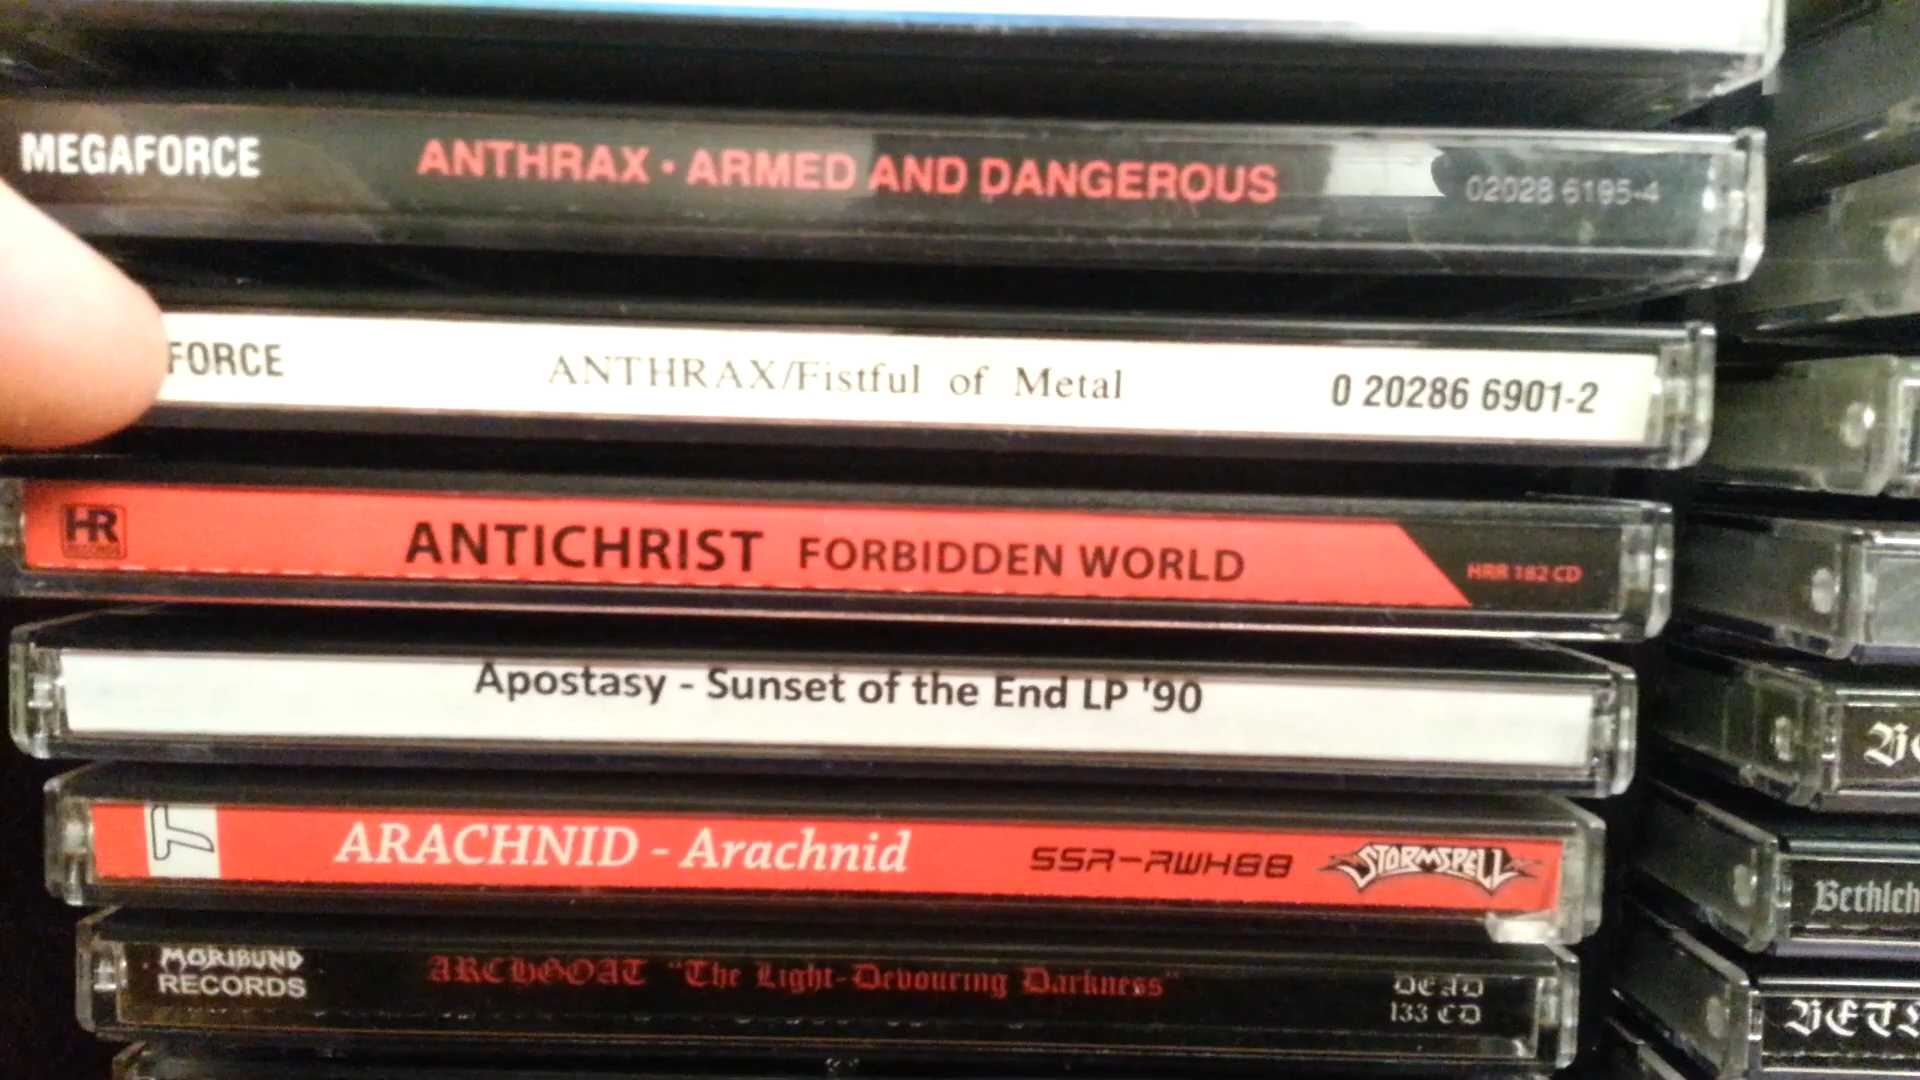 MEGAFORCE ANTHRAX • ARMED AND DANGEROUS 02028 6195-4
FORCE ANTHRAX/Fistful of Metal 0 20286 6901-2
HR RECORDS ANTICHRIST FORBIDDEN WORLD HRR 182 CD
Apostasy - Sunset of the End LP '90
ARACHNID - Arachnid SSR-RWH68 STORMSPELL
MORIBUND RECORDS ARCHGOAT "The Light-Devouring Darkness" DEAD 133 CD
Bethleh